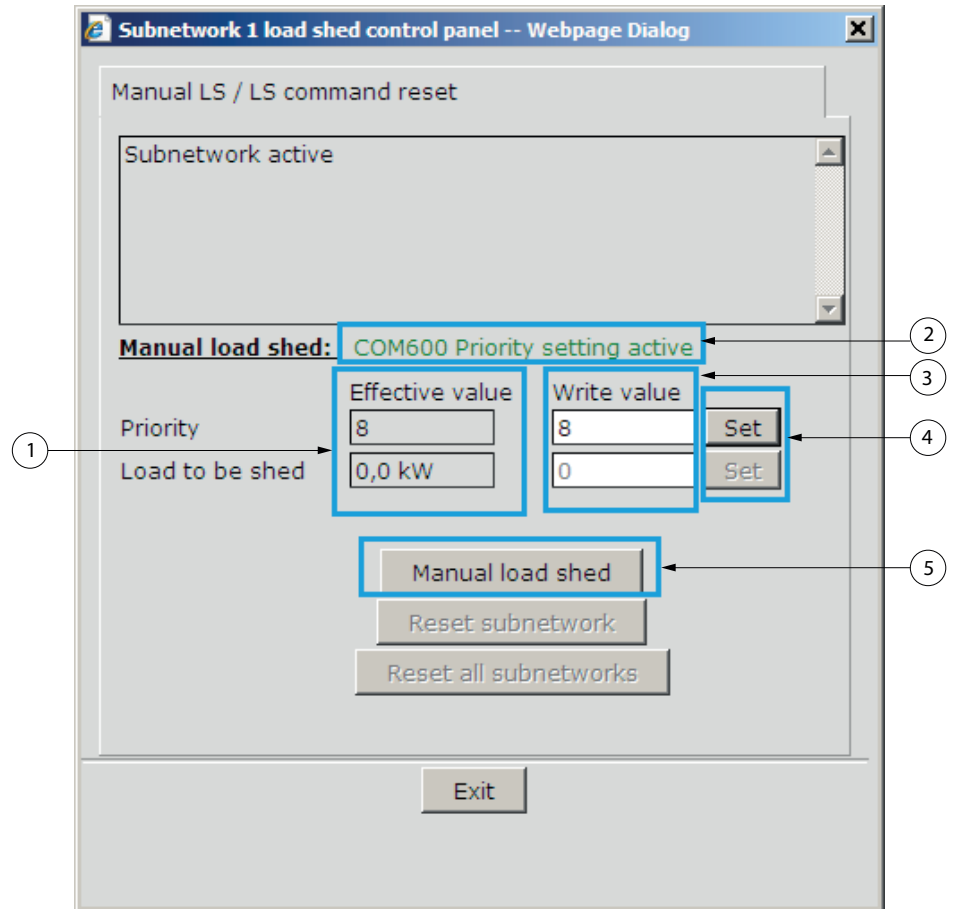 Subnetwork 1 load shed control panel -- Webpage Dialog
Manual LS / LS command reset
Subnetwork active
Manual load shed: COM600 Priority setting active
2
3
Effective value Write value
Priority 8 8 Set
4
1
Load to be shed 0,0 kW 0 Set
Manual load shed
5
Reset subnetwork
Reset all subnetworks
Exit